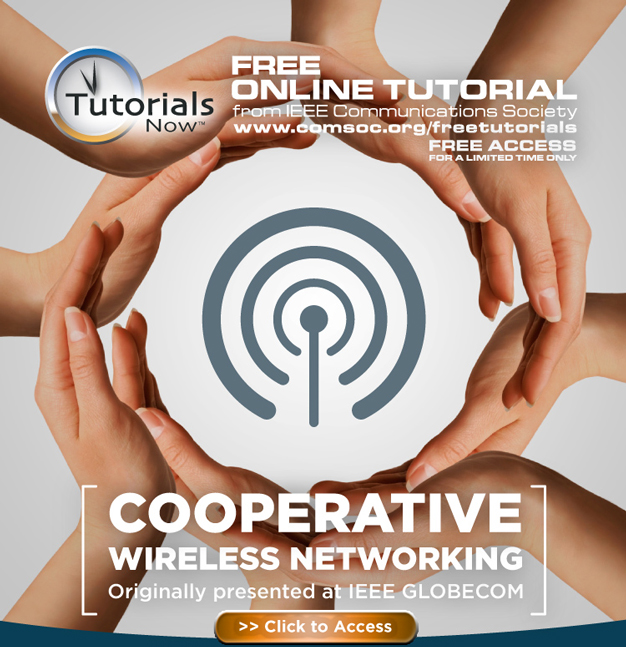 Tutorials
Now™
FREE
ONLINE TUTORIAL
from IEEE Communications Society
www.comsoc.org/freetutorials
FREE ACCESS
FOR A LIMITED TIME ONLY
COOPERATIVE
WIRELESS NETWORKING
Originally presented at IEEE GLOBECOM
>> Click to Access